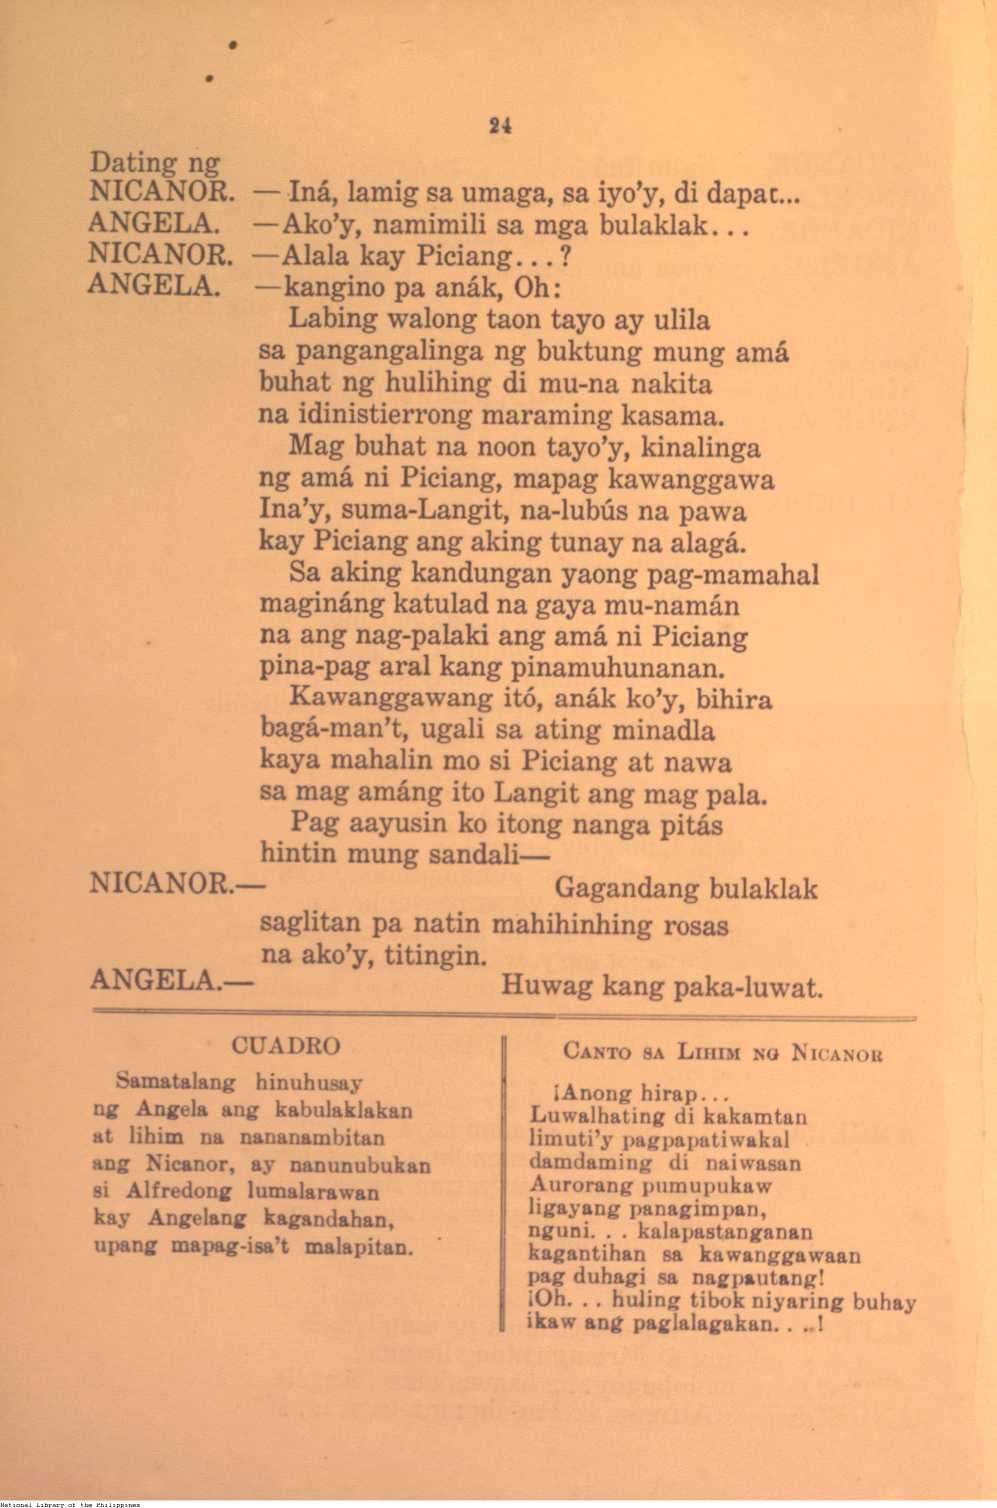 24
Dating ng
NICANOR. — Iná, lamig sa umaga, sa iyo'y, di dapat...
ANGELA. —Ako'y, namimili sa mga bulaklak...
NICANOR. —Alala kay Piciang...?
ANGELA. —kangino pa anák, Oh:
Labing walong taon tayo ay ulila
sa pangangalinga ng buktung mung amá
buhat ng hulihing di mu-na nakita
na idinistierrong maraming kasama.
Mag buhat na noon tayo'y, kinalinga
ng amá ni Piciang, mapag kawanggawa
Ina'y, suma-Langit, na-lubús na pawa
kay Piciang ang aking tunay na alagá.
Sa aking kandungan yaong pag-mamahal
magináng katulad na gaya mu-namán
na ang nag-palaki ang amá ni Piciang
pina-pag aral kang pinamuhunanan.
Kawanggawang itó, anák ko'y, bihira
bagá-man't, ugali sa ating minadla
kaya mahalin mo si Piciang at nawa
sa mag amáng ito Langit ang mag pala.
Pag aayusin ko itong nanga pitás
hintin mung sandali—
NICANOR.— Gagandang bulaklak
saglitan pa natin mahihinhing rosas
na ako'y, titingin.
ANGELA.— Huwag kang paka-luwat.
CUADRO
Samatalang hinuhusay
ng Angela ang kabulaklakan
at lihim na nananambitan
ang Nicanor, ay nanunubukan
si Alfredong lumalarawan
kay Angelang kagandahan,
upang mapag-isa't malapitan.
CANTO SA LIHIM NG NICANOR
¡Anong hirap...
Luwalhating di kakamtan
limuti'y pagpapatiwakal
damdaming di naiwasan
Aurorang pumupukaw
ligayang panagimpan,
nguni. . . kalapastanganan
kagantihan sa kawanggawaan
pag duhagi sa nagpautang!
¡Oh. . . huling tibok niyaring buhay
ikaw ang paglalagakan. . . .!
National Library of the Philippines